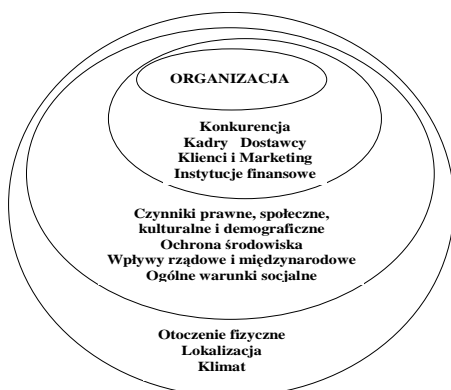 ORGANIZACJA
Konkurencja
Kadry Dostawcy
Klienci i Marketing
Instytucje finansowe
Czynniki prawne, społeczne,
kulturalne i demograficzne
Ochrona środowiska
Wpływy rządowe i międzynarodowe
Ogólne warunki socjalne
Otoczenie fizyczne
Lokalizacja
Klimat